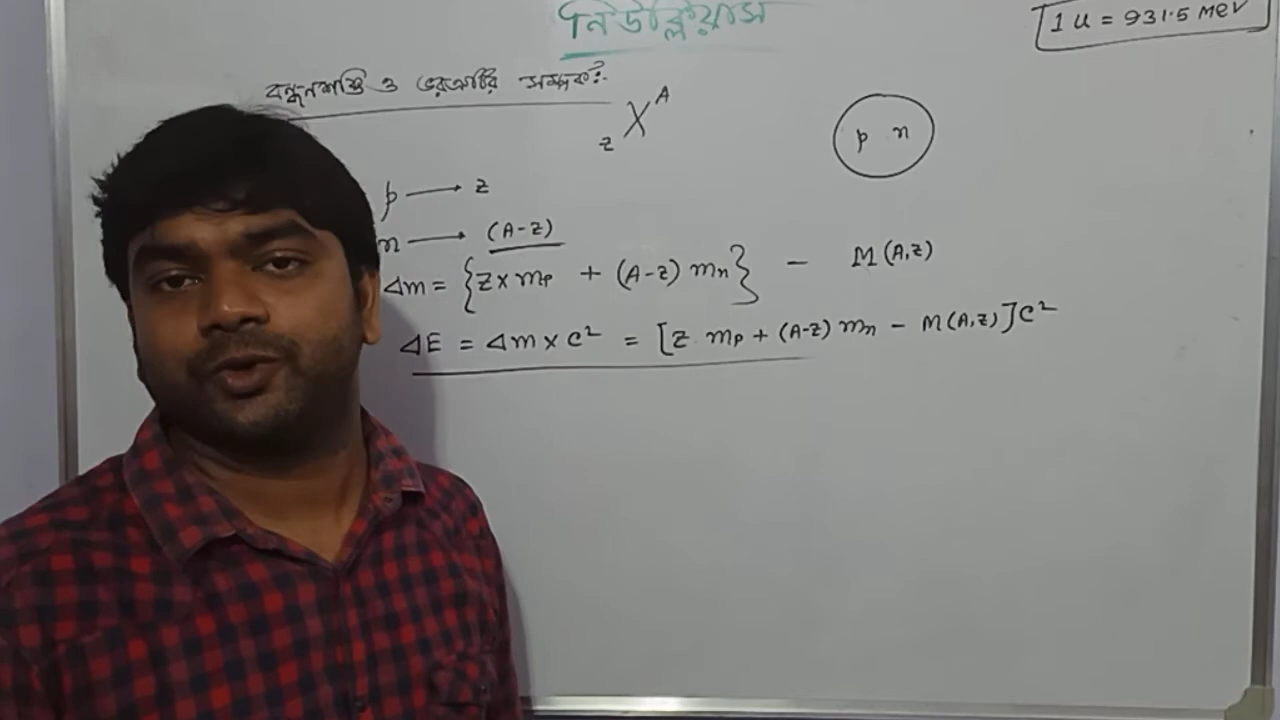 নিউক্লিয়াস
1 u = 931.5 MeV
বন্ধনশক্তি ও ভরত্রুটির সম্পর্ক :-
zX^A
p n
p → z
n → (A-z)
Δm = {z × mₚ + (A-z) mₙ} - M(A,z)
ΔE = Δm × c² = [z mₚ + (A-z) mₙ - M(A,z)]c²